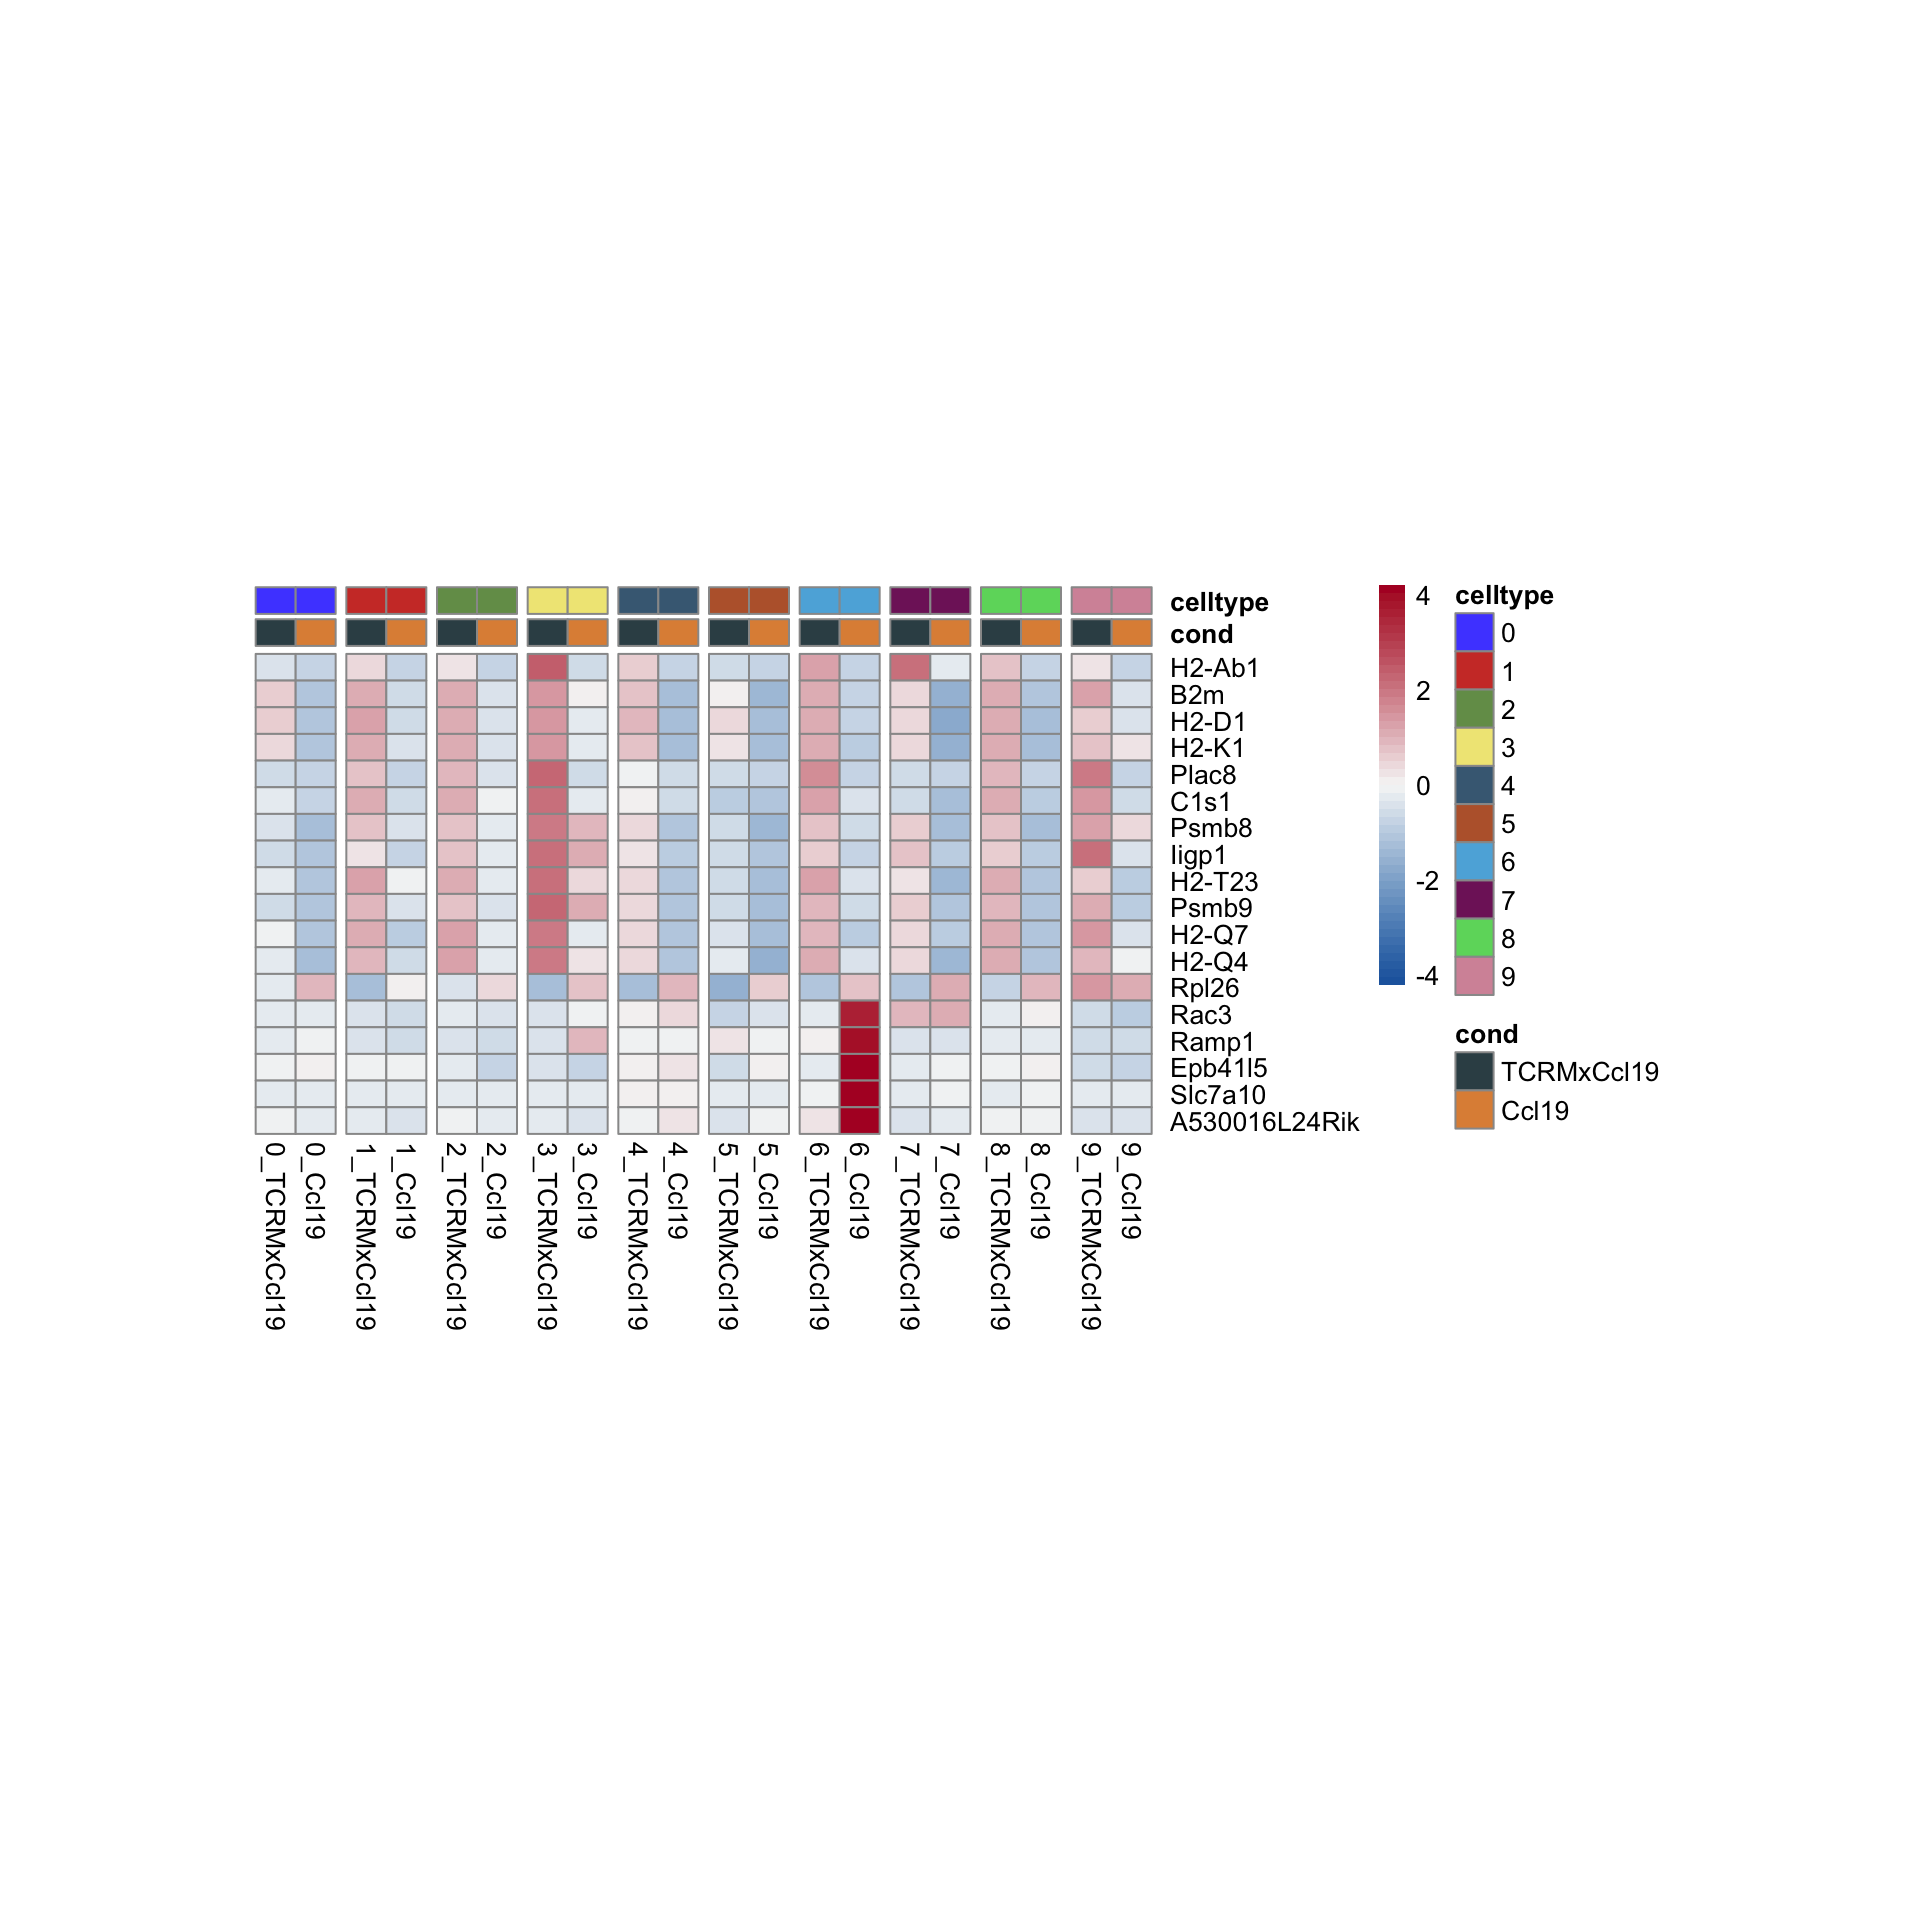 celltype
cond
H2-Ab1
B2m
H2-D1
H2-K1
Plac8
C1s1
Psmb8
Iigp1
H2-T23
Psmb9
H2-Q7
H2-Q4
Rpl26
Rac3
Ramp1
Epb41l5
Slc7a10
A530016L24Rik
0_TCRMxCcl19
0_Ccl19
1_TCRMxCcl19
1_Ccl19
2_TCRMxCcl19
2_Ccl19
3_TCRMxCcl19
3_Ccl19
4_TCRMxCcl19
4_Ccl19
5_TCRMxCcl19
5_Ccl19
6_TCRMxCcl19
6_Ccl19
7_TCRMxCcl19
7_Ccl19
8_TCRMxCcl19
8_Ccl19
9_TCRMxCcl19
9_Ccl19
4
2
0
-2
-4
celltype
0
1
2
3
4
5
6
7
8
9
cond
TCRMxCcl19
Ccl19